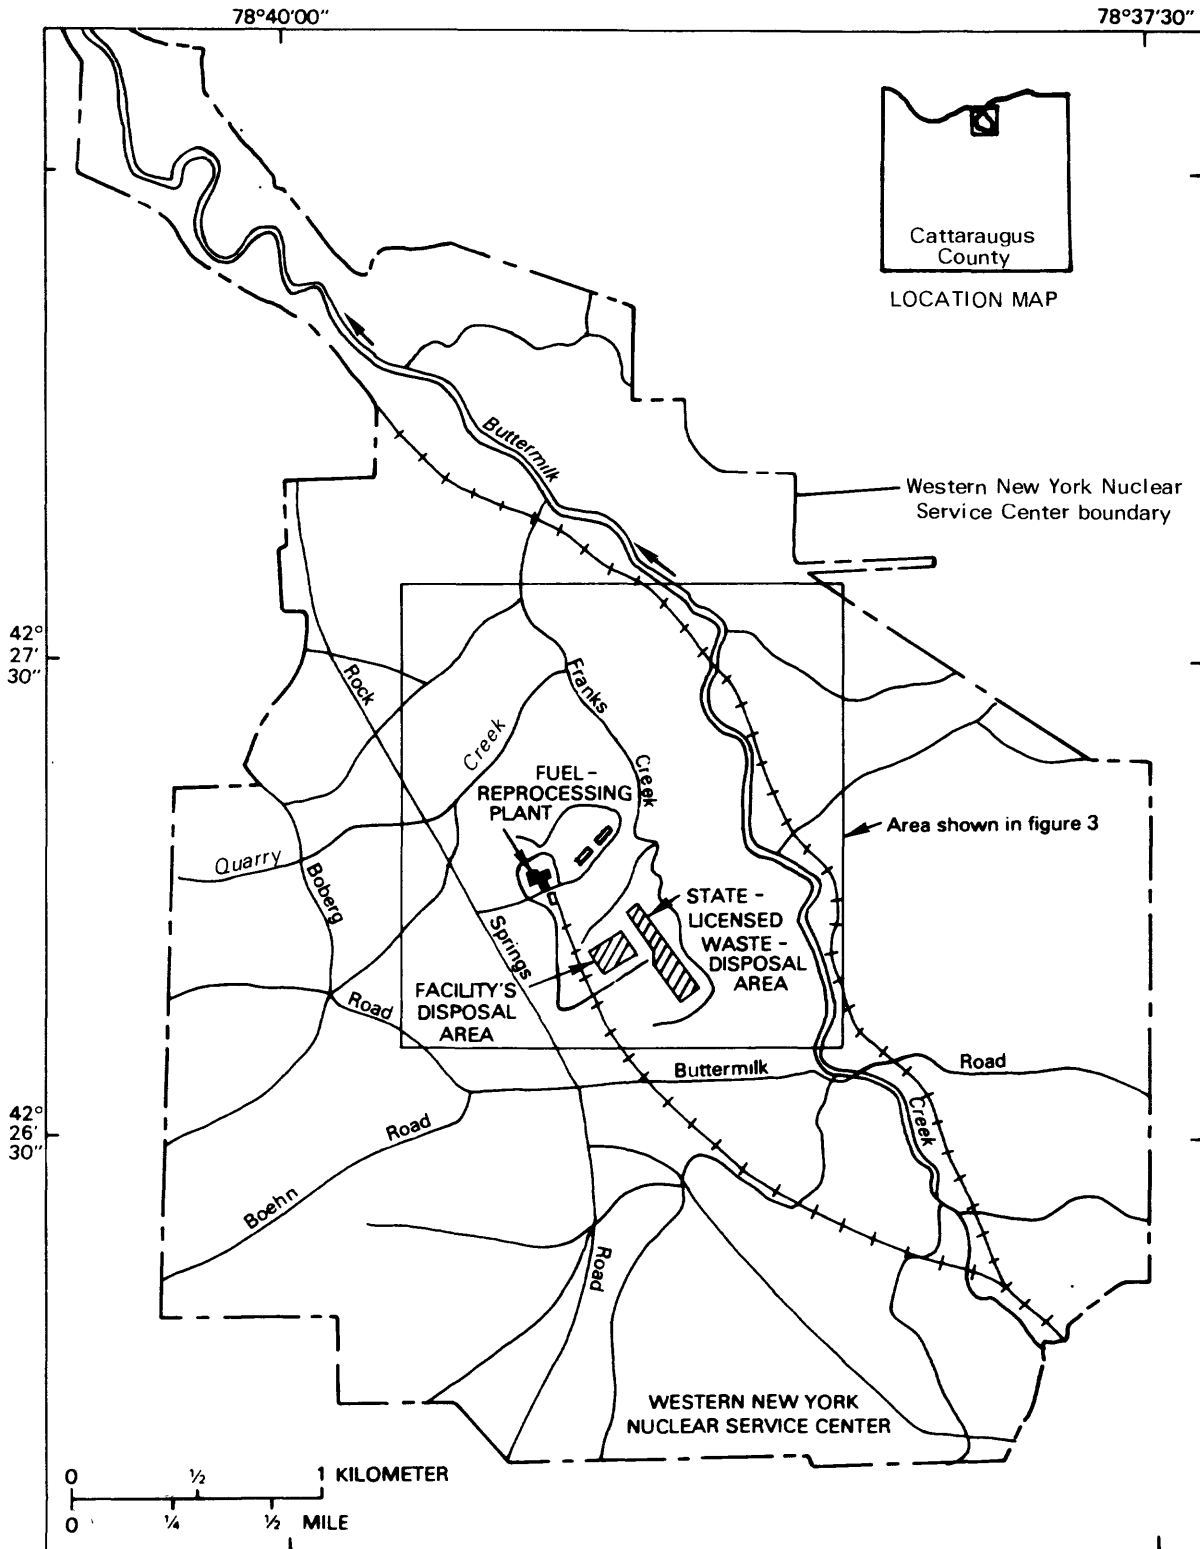 78°40'00"
78°37'30"
Cattaraugus
County
LOCATION MAP
Buttermilk
Western New York Nuclear
Service Center boundary
42°
27'
30"
Rock
Franks
Creek
Creek
FUEL –
REPROCESSING
PLANT
Area shown in figure 3
Quarry
Boberg
STATE –
LICENSED
WASTE –
DISPOSAL
AREA
Springs
FACILITY'S
DISPOSAL
AREA
Road
Buttermilk
Road
Creek
42°
26'
30"
Road
Boehn
Road
WESTERN NEW YORK
NUCLEAR SERVICE CENTER
0 ½ 1 KILOMETER
0 ¼ ½ MILE